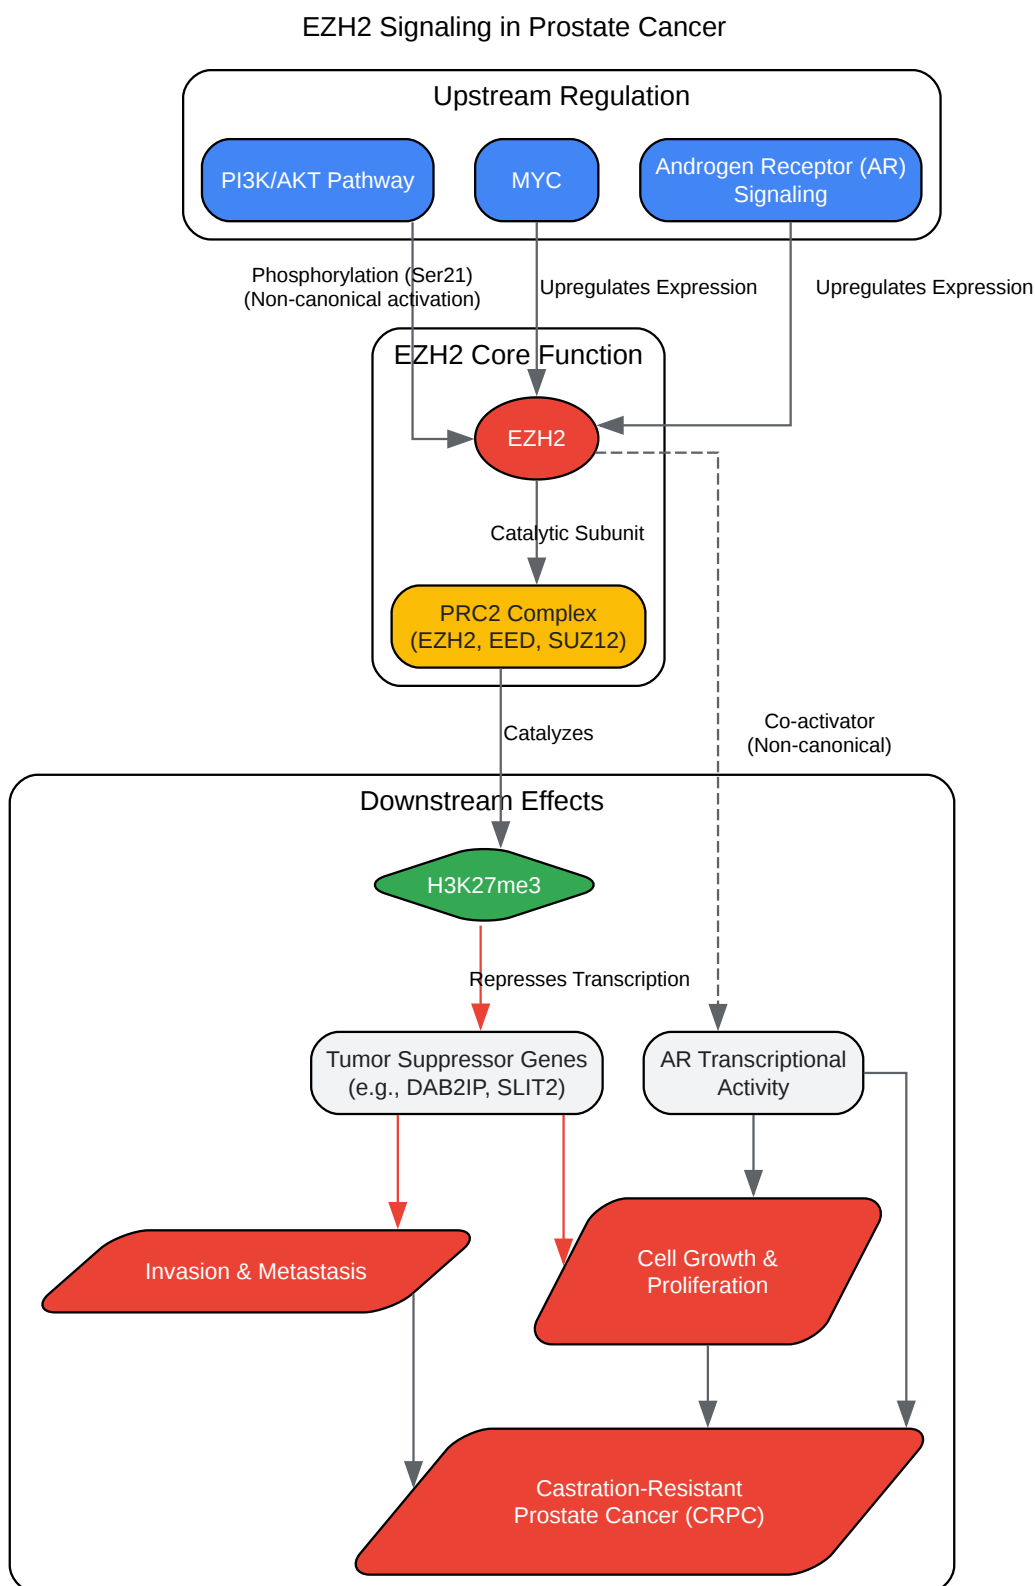 EZH2 Signaling in Prostate Cancer
Upstream Regulation
PI3K/AKT Pathway
MYC
Androgen Receptor (AR)
Signaling
Phosphorylation (Ser21)
(Non-canonical activation)
Upregulates Expression
Upregulates Expression
EZH2 Core Function
EZH2
Catalytic Subunit
PRC2 Complex
(EZH2, EED, SUZ12)
Catalyzes
Co-activator
(Non-canonical)
Downstream Effects
H3K27me3
Represses Transcription
Tumor Suppressor Genes
(e.g., DAB2IP, SLIT2)
AR Transcriptional
Activity
Invasion & Metastasis
Cell Growth &
Proliferation
Castration-Resistant
Prostate Cancer (CRPC)